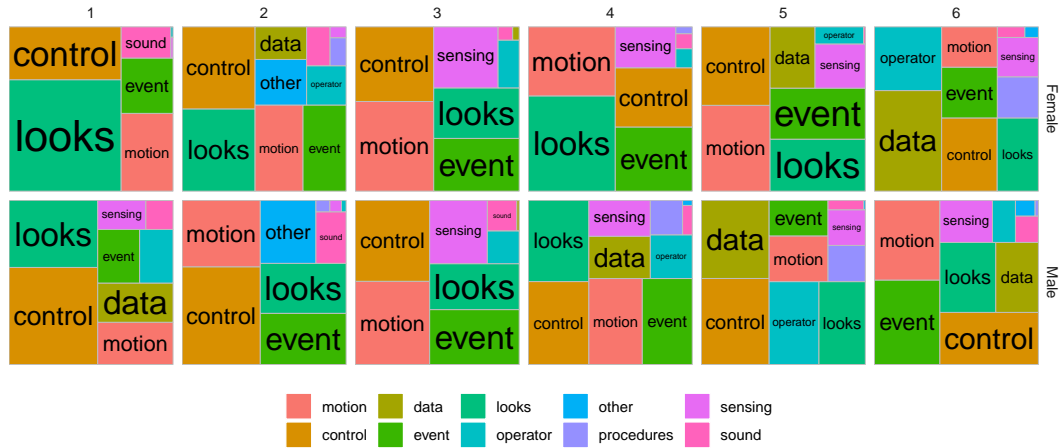 1 2 3 4 5 6
control sound event looks motion
control data other operator looks motion event
control sensing looks motion event
motion sensing control looks event
control data operator sensing event motion looks
operator motion sensing event data control looks
Female
looks sensing event control data motion
motion other sound looks control event
control sensing sound looks motion event
looks sensing data operator control motion event
data event sensing motion control operator looks
motion sensing looks data event control
Male
motion data looks other sensing
control event operator procedures sound